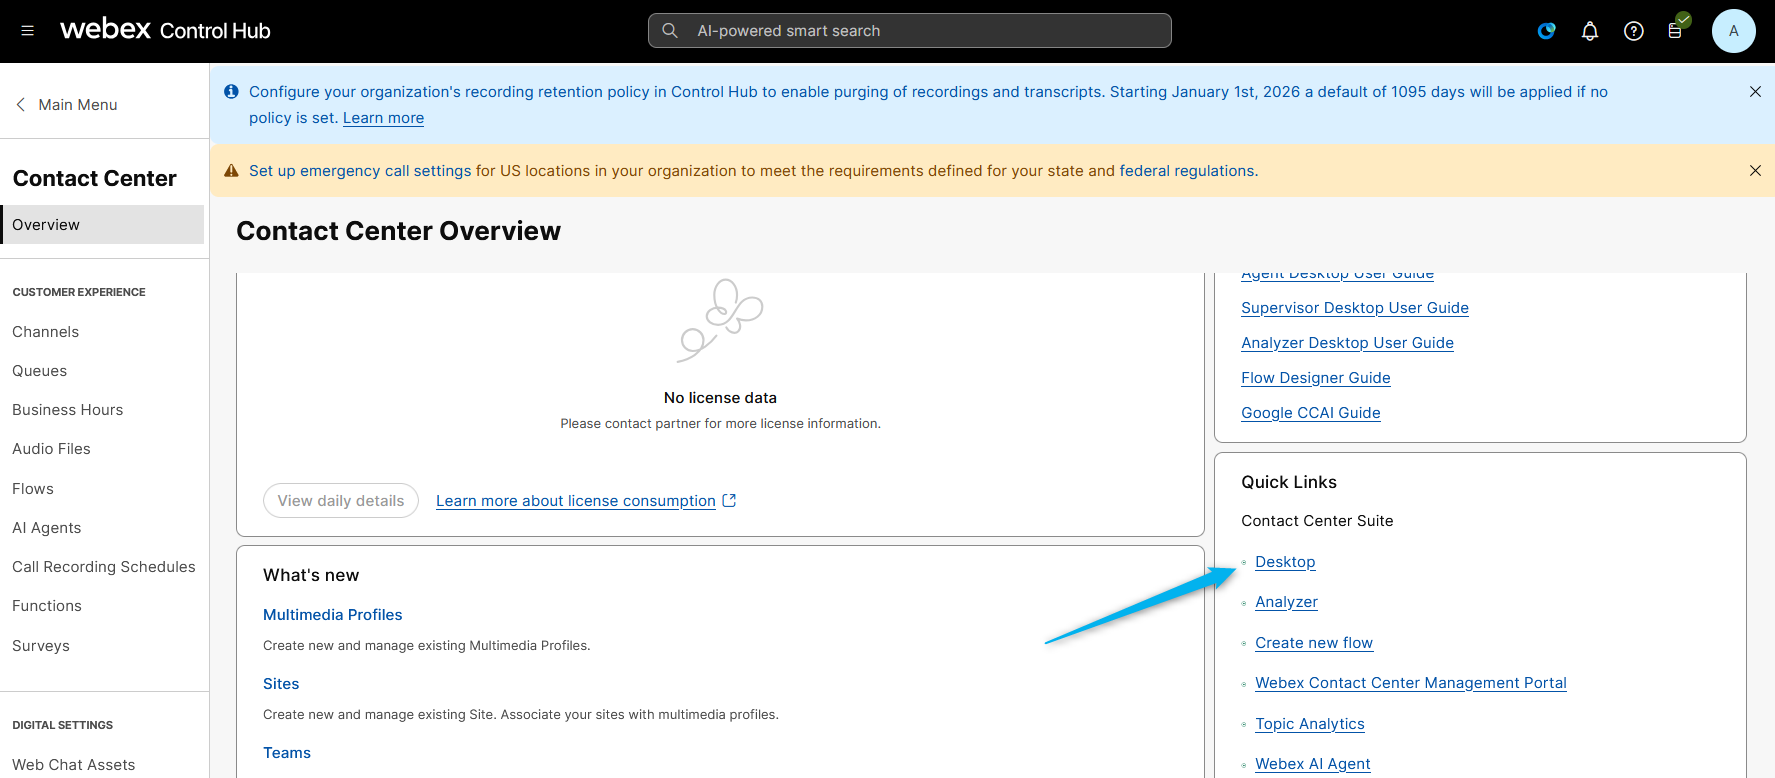 webex Control Hub
AI-powered smart search
A
Main Menu
Configure your organization's recording retention policy in Control Hub to enable purging of recordings and transcripts. Starting January 1st, 2026 a default of 1095 days will be applied if no
policy is set. Learn more
Set up emergency call settings for US locations in your organization to meet the requirements defined for your state and federal regulations.
Contact Center
Overview
CUSTOMER EXPERIENCE
Channels
Queues
Business Hours
Audio Files
Flows
AI Agents
Call Recording Schedules
Functions
Surveys
DIGITAL SETTINGS
Web Chat Assets
Contact Center Overview
No license data
Please contact partner for more license information.
View daily details
Learn more about license consumption
What's new
Multimedia Profiles
Create new and manage existing Multimedia Profiles.
Sites
Create new and manage existing Site. Associate your sites with multimedia profiles.
Teams
Agent Desktop User Guide
Supervisor Desktop User Guide
Analyzer Desktop User Guide
Flow Designer Guide
Google CCAI Guide
Quick Links
Contact Center Suite
Desktop
Analyzer
Create new flow
Webex Contact Center Management Portal
Topic Analytics
Webex AI Agent